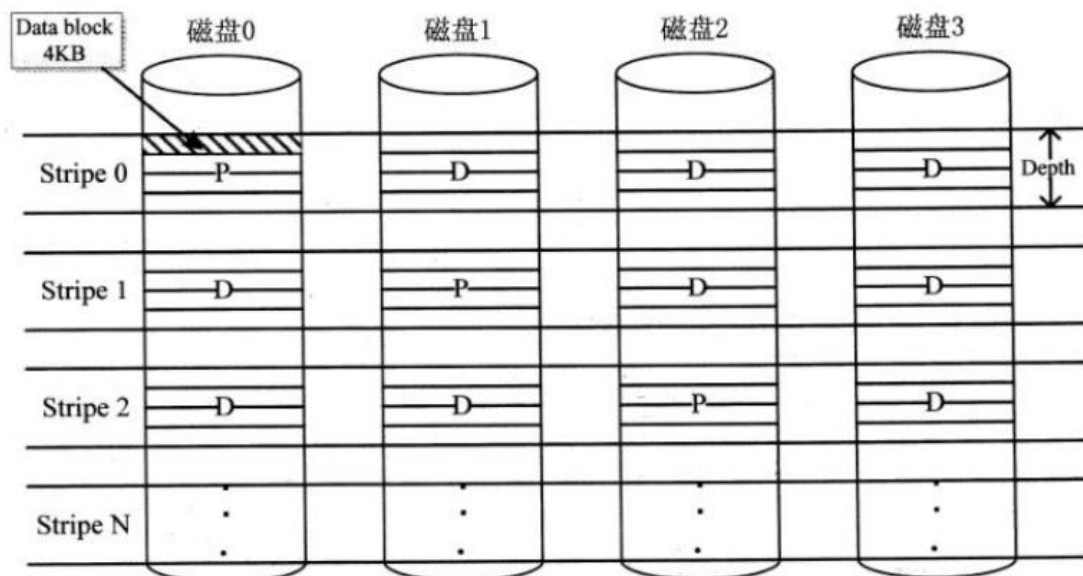 Data block
4KB
磁盘0
磁盘1
磁盘2
磁盘3
Stripe 0
P
D
D
D
Depth
Stripe 1
D
P
D
D
Stripe 2
D
D
P
D
Stripe N